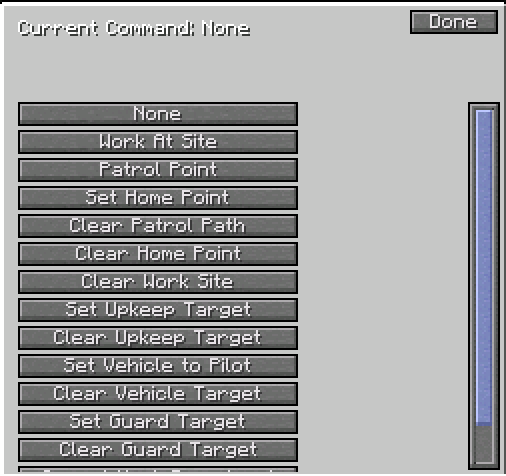 Current Command: None
Done
None
Work At Site
Patrol Point
Set Home Point
Clear Patrol Path
Clear Home Point
Clear Work Site
Set Upkeep Target
Clear Upkeep Target
Set Vehicle to Pilot
Clear Vehicle Target
Set Guard Target
Clear Guard Target